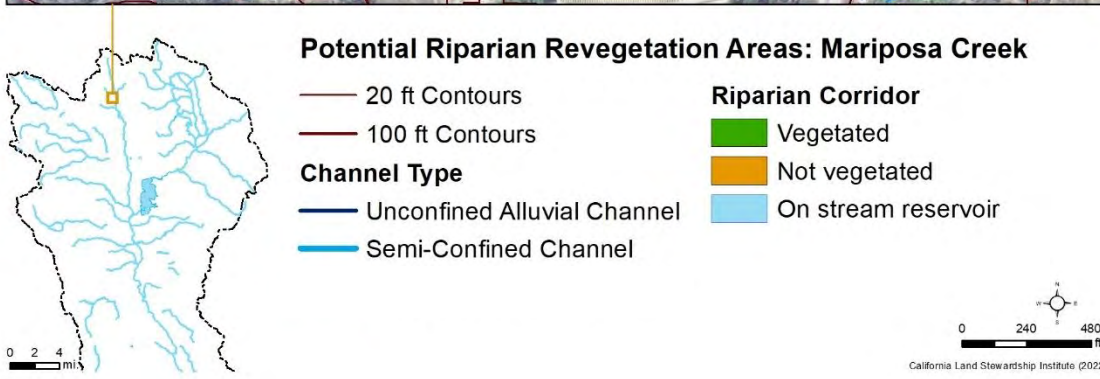 Potential Riparian Revegetation Areas: Mariposa Creek
20 ft Contours
100 ft Contours
Channel Type
Unconfined Alluvial Channel
Semi-Confined Channel
Riparian Corridor
Vegetated
Not vegetated
On stream reservoir
0 2 4
mi.
N
W E
S
0 240 480
ft
California Land Stewardship Institute (2022